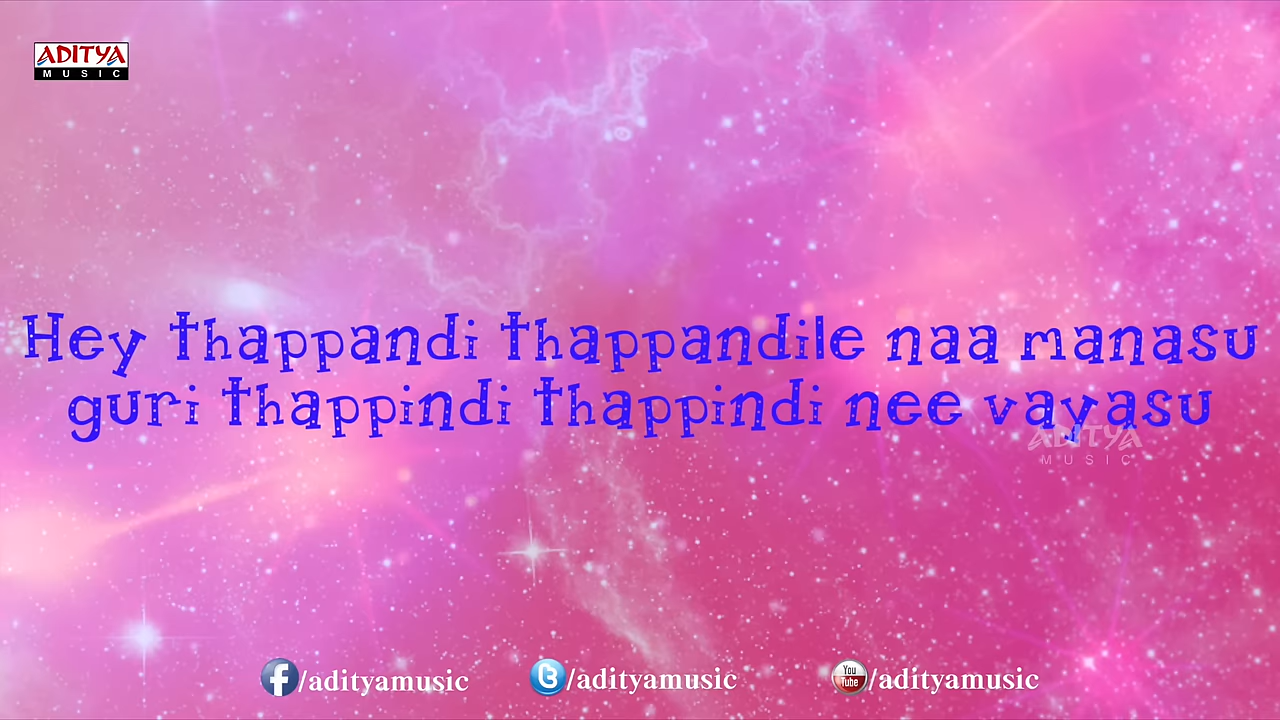 ADITYA
MUSIC
Hey thappandi thappandile naa manasu
guri thappindi thappindi nee vayasu
ADITYA
MUSIC
f/adityamusic
t/adityamusic
You Tube/adityamusic